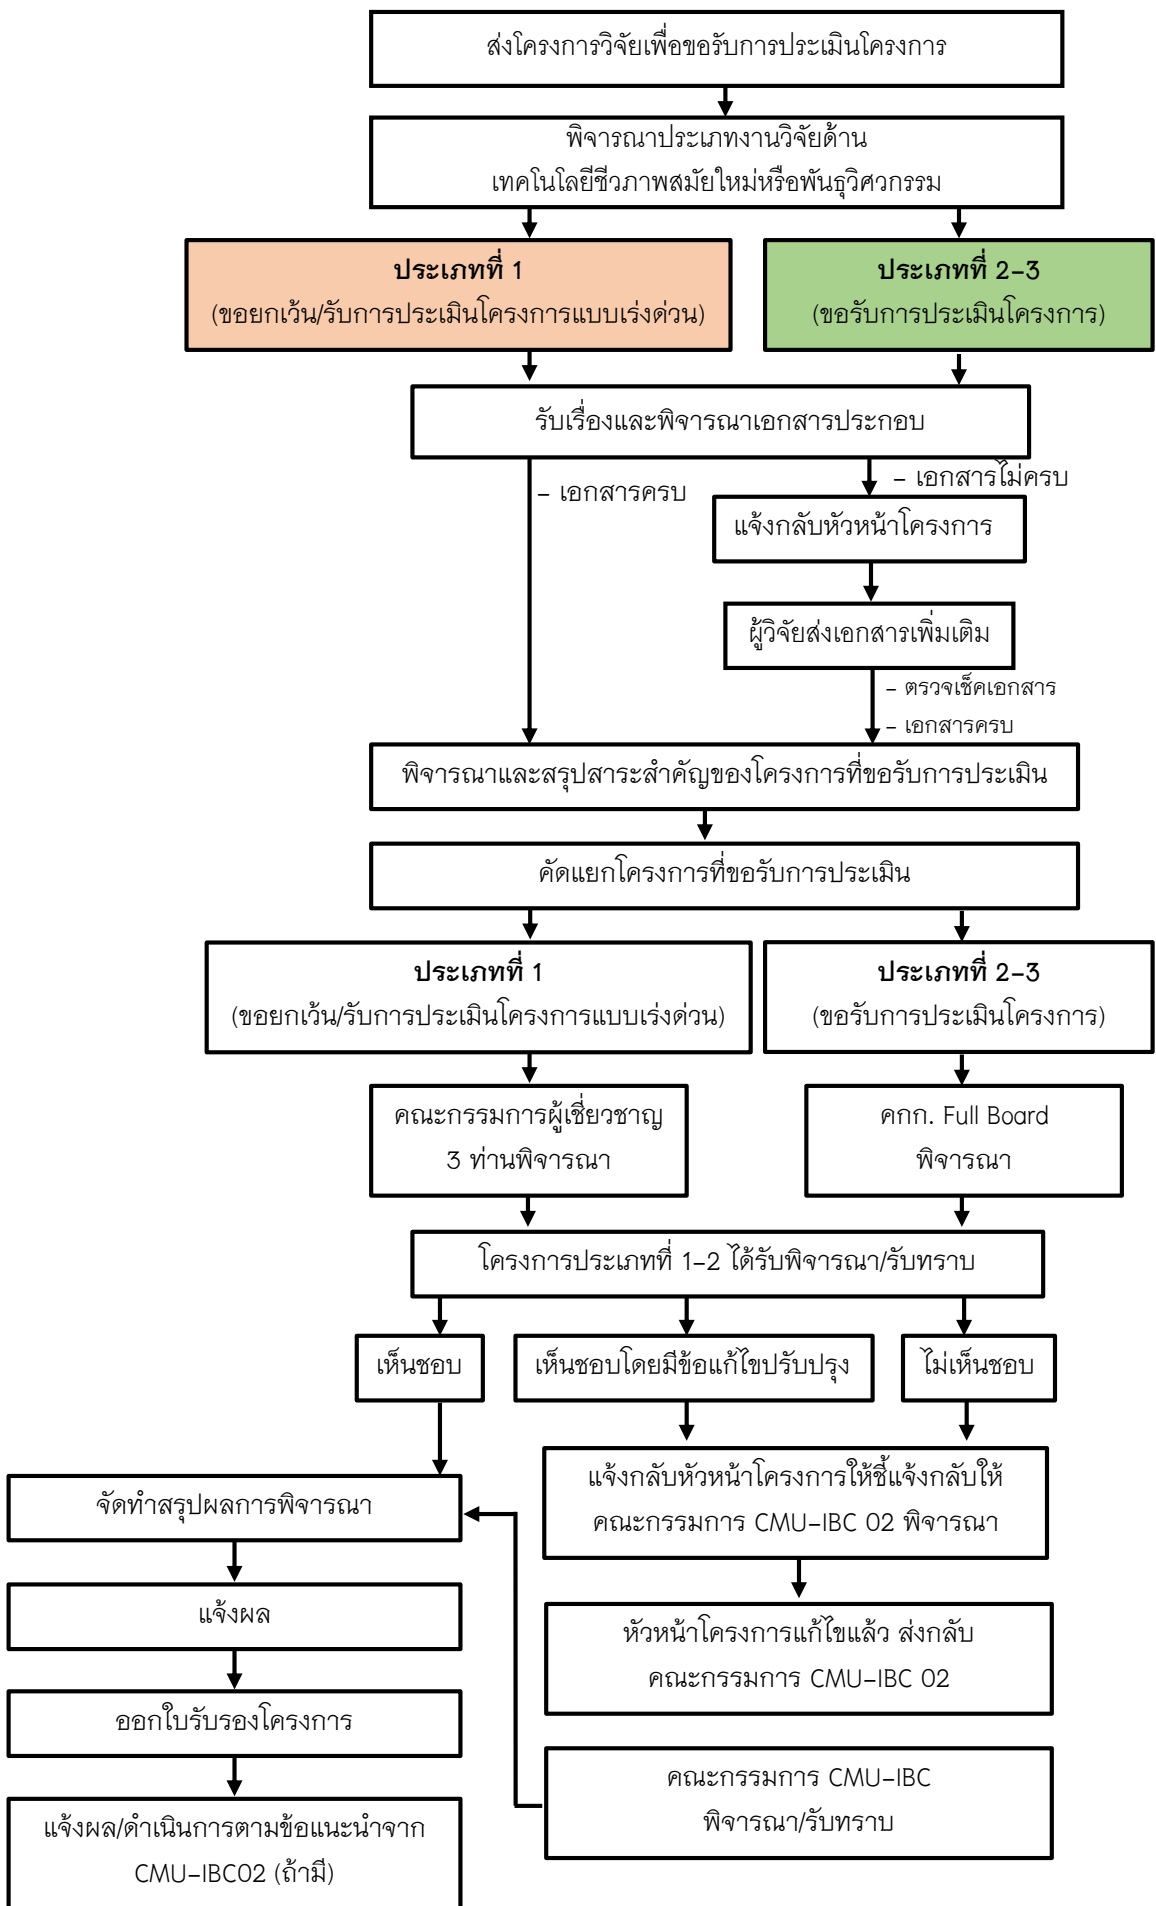 ส่งโครงการวิจัยเพื่อขอรับการประเมินโครงการ
พิจารณาประเภทงานวิจัยด้าน
เทคโนโลยีชีวภาพสมัยใหม่หรือพันธุวิศวกรรม
ประเภทที่ 1
(ขอยกเว้น/รับการประเมินโครงการแบบเร่งด่วน)
ประเภทที่ 2-3
(ขอรับการประเมินโครงการ)
รับเรื่องและพิจารณาเอกสารประกอบ
- เอกสารครบ
- เอกสารไม่ครบ
แจ้งกลับหัวหน้าโครงการ
ผู้วิจัยส่งเอกสารเพิ่มเติม
- ตรวจเช็คเอกสาร
- เอกสารครบ
พิจารณาและสรุปสาระสำคัญของโครงการที่ขอรับการประเมิน
คัดแยกโครงการที่ขอรับการประเมิน
ประเภทที่ 1
(ขอยกเว้น/รับการประเมินโครงการแบบเร่งด่วน)
ประเภทที่ 2-3
(ขอรับการประเมินโครงการ)
คณะกรรมการผู้เชี่ยวชาญ
3 ท่านพิจารณา
คกก. Full Board
พิจารณา
โครงการประเภทที่ 1-2 ได้รับพิจารณา/รับทราบ
เห็นชอบ
เห็นชอบโดยมีข้อแก้ไขปรับปรุง
ไม่เห็นชอบ
แจ้งกลับหัวหน้าโครงการให้ชี้แจงกลับให้
คณะกรรมการ CMU-IBC 02 พิจารณา
หัวหน้าโครงการแก้ไขแล้ว ส่งกลับ
คณะกรรมการ CMU-IBC 02
คณะกรรมการ CMU-IBC
พิจารณา/รับทราบ
จัดทำสรุปผลการพิจารณา
แจ้งผล
ออกใบรับรองโครงการ
แจ้งผล/ดำเนินการตามข้อแนะนำจาก
CMU-IBC02 (ถ้ามี)